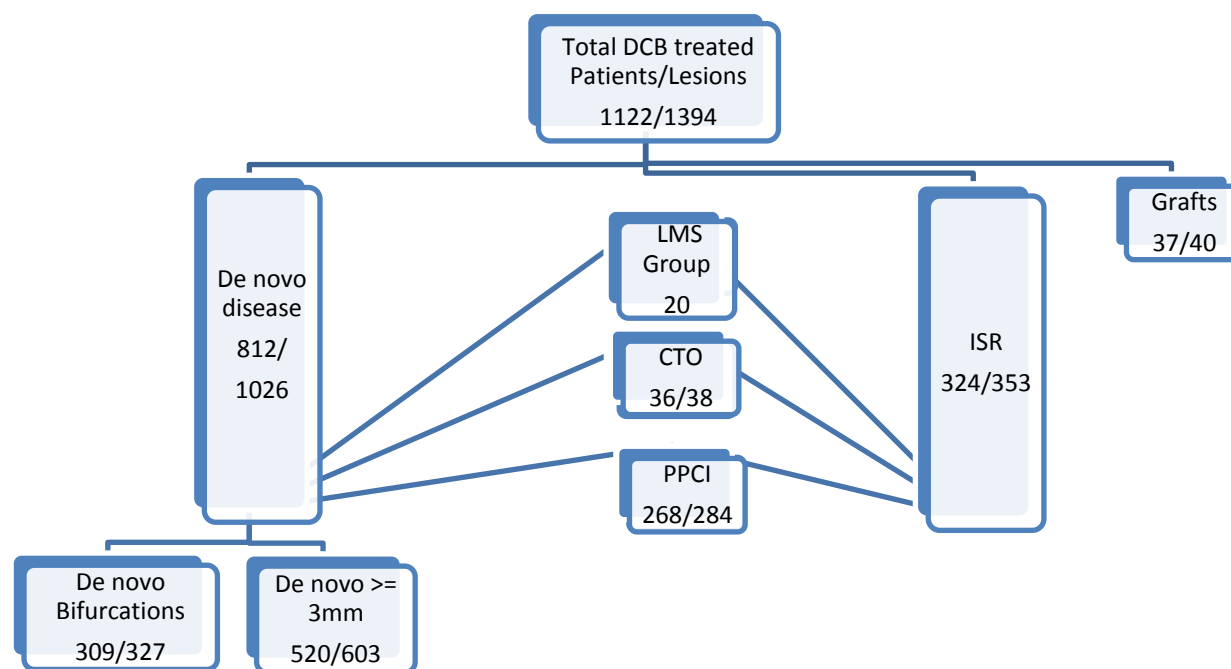 Total DCB treated
Patients/Lesions
1122/1394
De novo
disease
812/
1026
LMS
Group
20
CTO
36/38
PPCI
268/284
ISR
324/353
Grafts
37/40
De novo
Bifurcations
309/327
De novo >=
3mm
520/603